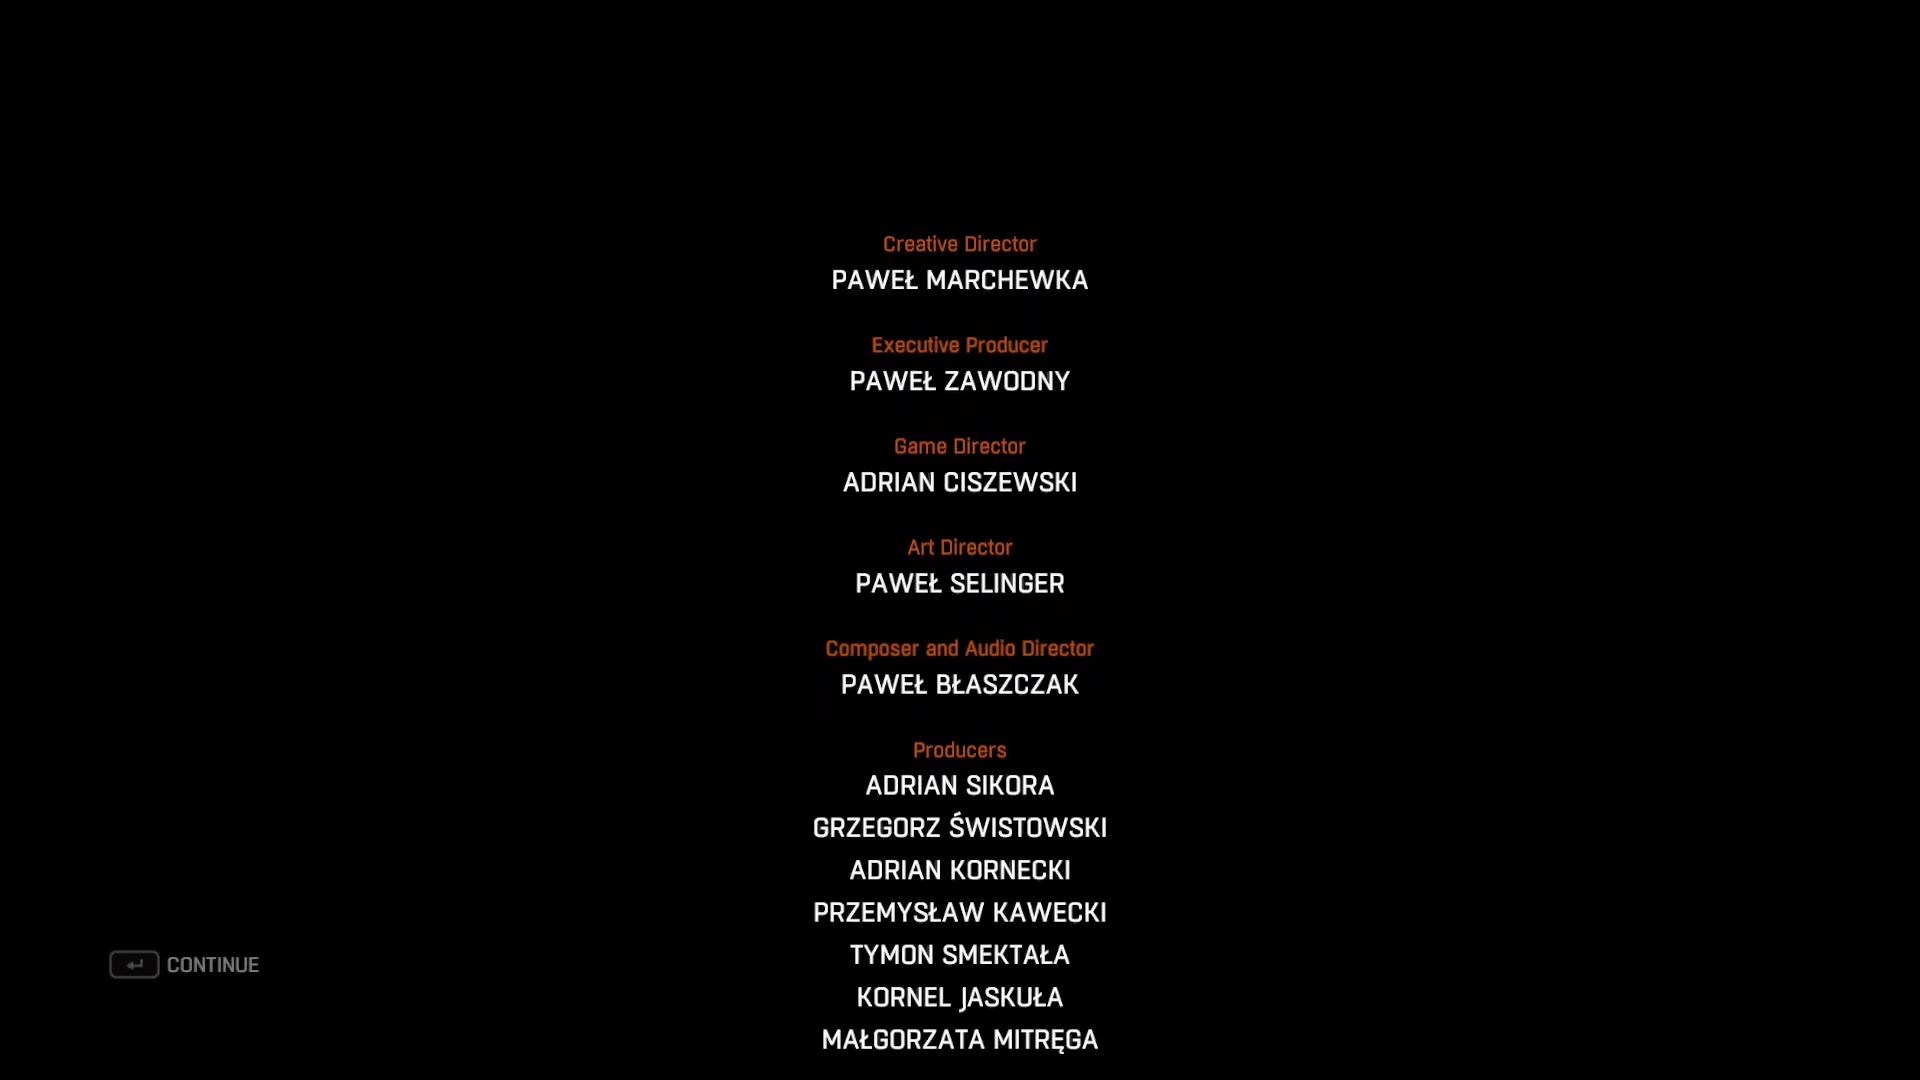 Creative Director
PAWEŁ MARCHEWKA
Executive Producer
PAWEŁ ZAWODNY
Game Director
ADRIAN CISZEWSKI
Art Director
PAWEŁ SELINGER
Composer and Audio Director
PAWEŁ BŁASZCZAK
Producers
ADRIAN SIKORA
GRZEGORZ ŚWISTOWSKI
ADRIAN KORNECKI
PRZEMYSŁAW KAWECKI
TYMON SMEKTAŁA
KORNEL JASKUŁA
MAŁGORZATA MITRĘGA
CONTINUE